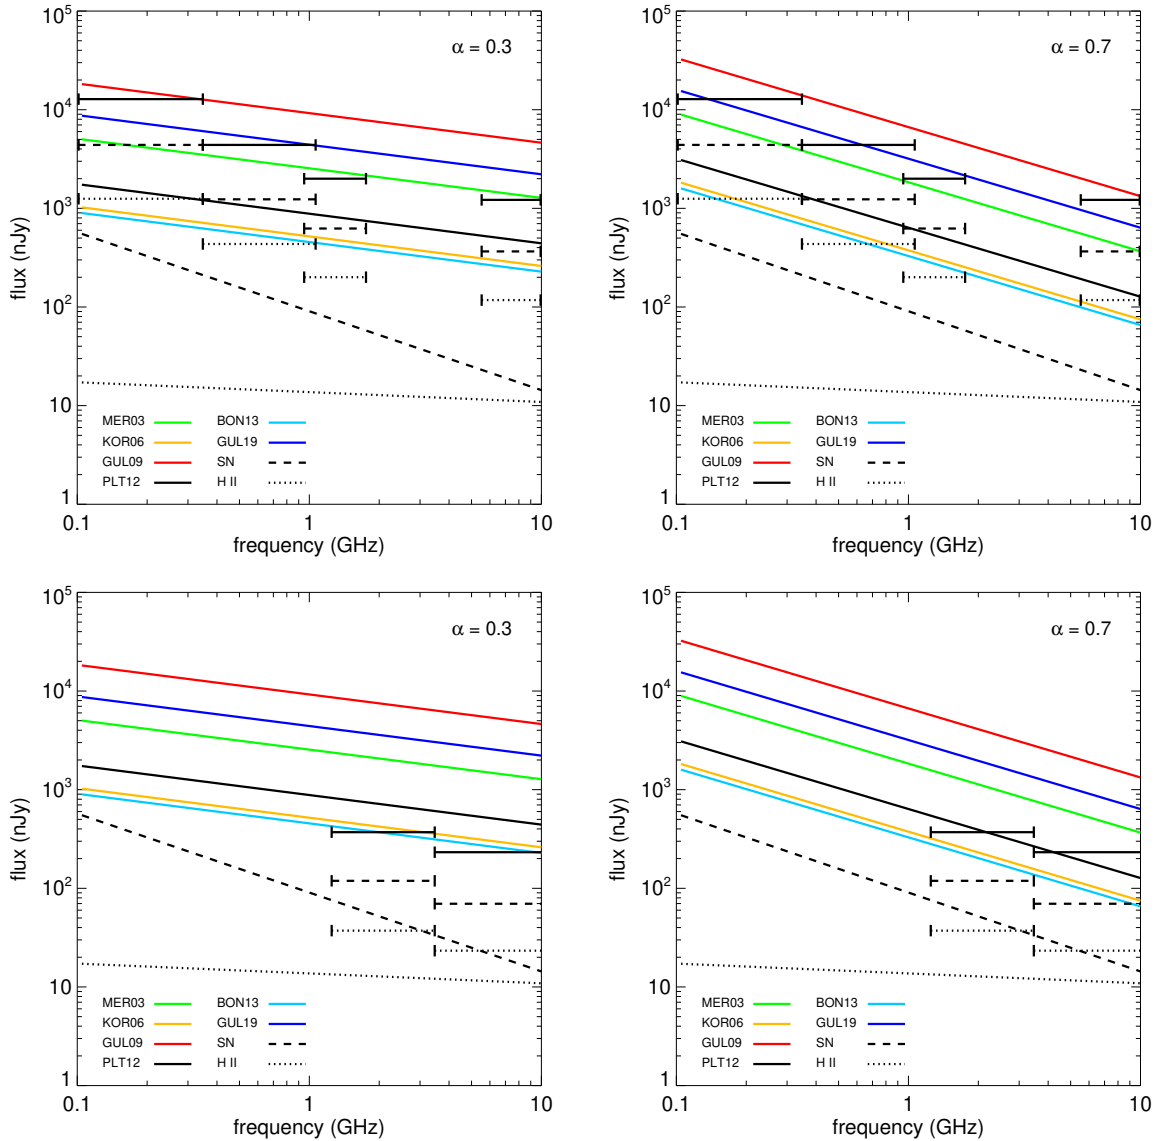 10^5 10^5
α = 0.3 α = 0.7
10^4 10^4
10^3 10^3
flux (nJy) flux (nJy)
10^2 10^2
10 10
MER03 BON13 MER03 BON13
KOR06 GUL19 KOR06 GUL19
GUL09 SN GUL09 SN
PLT12 H II PLT12 H II
1 1
0.1 1 10 0.1 1 10
frequency (GHz) frequency (GHz)
10^5 10^5
α = 0.3 α = 0.7
10^4 10^4
10^3 10^3
flux (nJy) flux (nJy)
10^2 10^2
10 10
MER03 BON13 MER03 BON13
KOR06 GUL19 KOR06 GUL19
GUL09 SN GUL09 SN
PLT12 H II PLT12 H II
1 1
0.1 1 10 0.1 1 10
frequency (GHz) frequency (GHz)